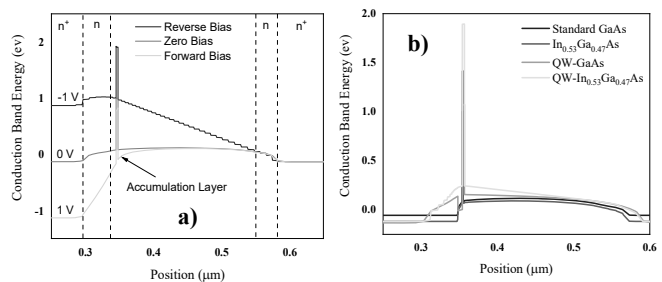 n+ n n n+
Reverse Bias
Zero Bias
Forward Bias
-1 V
0 V
1 V
Accumulation Layer
a)
2
1
0
-1
Conduction Band Energy (ev)
0.3 0.4 0.5 0.6
Position (μm)
b)
Standard GaAs
In0.53Ga0.47As
QW-GaAs
QW-In0.53Ga0.47As
2.0
1.5
1.0
0.5
0.0
Conduction Band Energy (eV)
0.3 0.4 0.5 0.6
Position (μm)